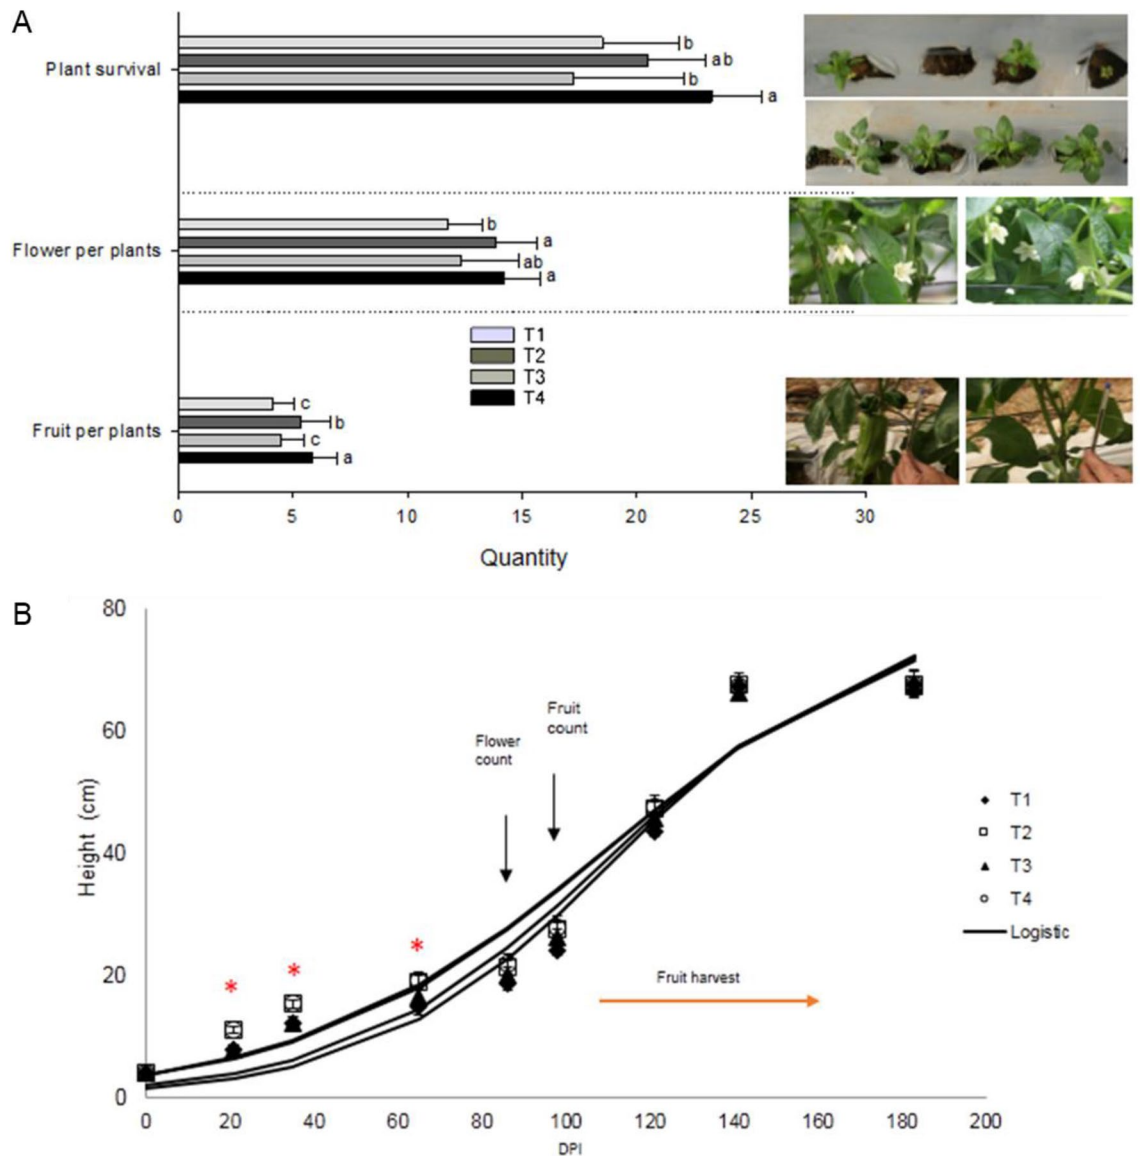 A
Plant survival
b
ab
b
a
Flower per plants
b
a
ab
a
T1
T2
T3
T4
Fruit per plants
c
b
c
a
0 5 10 15 20 25 30
Quantity
B
80
60
40
20
0
Height (cm)
Flower
count
Fruit
count
*
*
*
Fruit harvest
T1
T2
T3
T4
Logistic
0 20 40 60 80 100 120 140 160 180 200
DPI